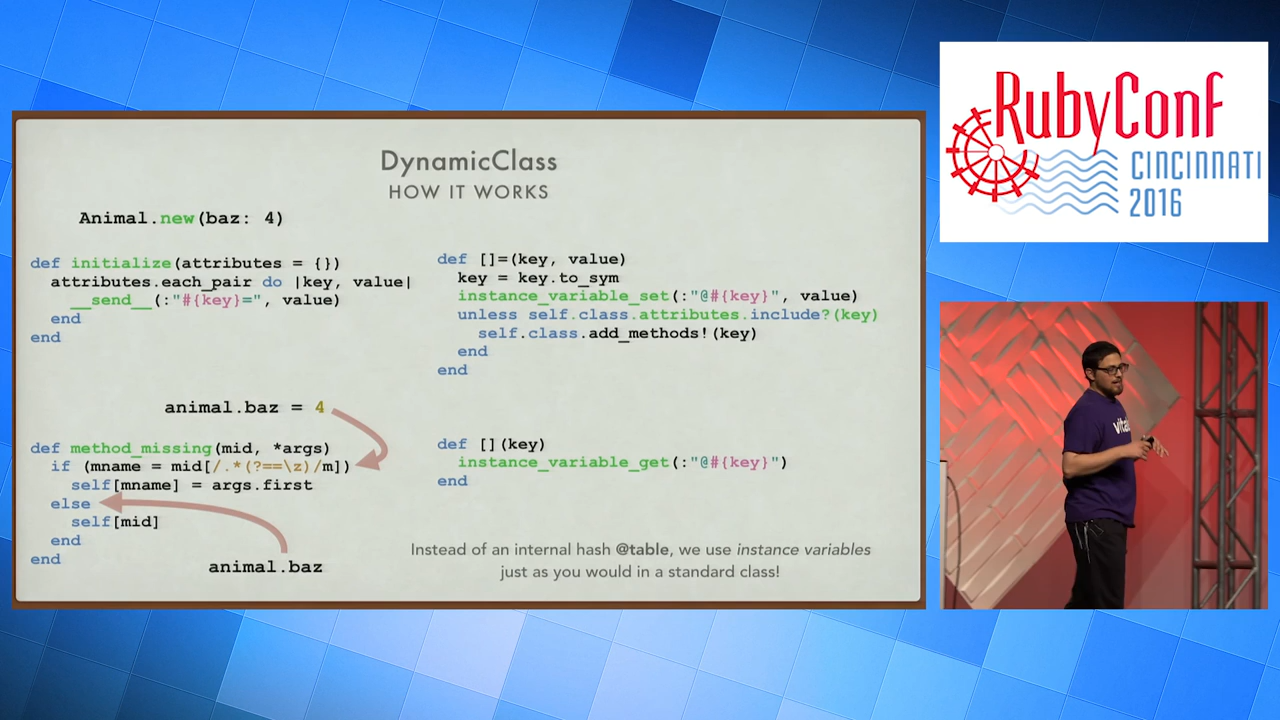 DynamicClass
HOW IT WORKS
Animal.new(baz: 4)
def initialize(attributes = {})
  attributes.each_pair do |key, value|
    __send__(:"#{key}=", value)
  end
end
animal.baz = 4
def method_missing(mid, *args)
  if (mname = mid[/.*(?==\z)/m])
    self[mname] = args.first
  else
    self[mid]
  end
end
animal.baz
def []=(key, value)
  key = key.to_sym
  instance_variable_set(:"@#{key}", value)
  unless self.class.attributes.include?(key)
    self.class.add_methods!(key)
  end
end
def [](key)
  instance_variable_get(:"@#{key}")
end
Instead of an internal hash @table, we use instance variables
just as you would in a standard class!
RubyConf
CINCINNATI
2016